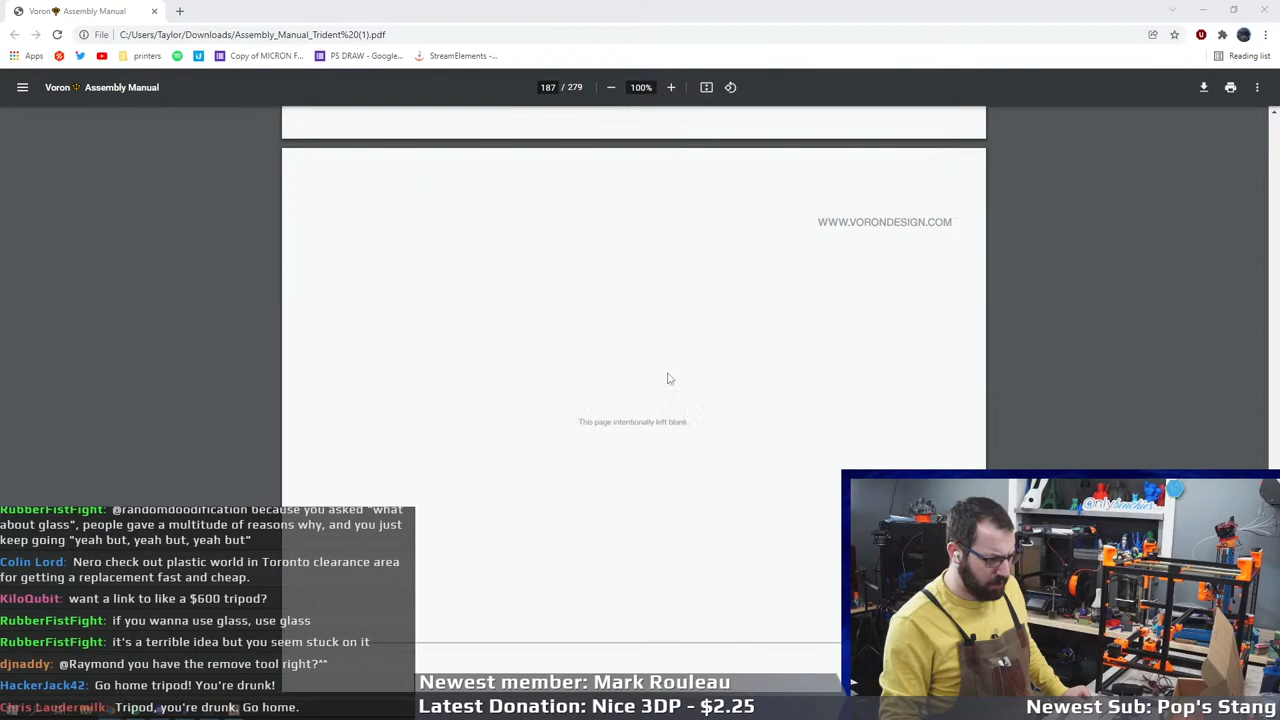 Voron Assembly Manual
File C:/Users/Taylor/Downloads/Assembly_Manual_Trident%20(1).pdf
Apps printers Copy of MICRON F... PS DRAW - Google... StreamElements -... Reading list
Voron Assembly Manual 187 / 279 100%
WWW.VORONDESIGN.COM
This page intentionally left blank
@onlybenchies
RubberFistFight: @randomdoodification because you asked "what
about glass", people gave a multitude of reasons why, and you just
keep going "yeah but, yeah but, yeah but"
Colin Lord: Nero check out plastic world in Toronto clearance area
for getting a replacement fast and cheap.
KiloQubit: want a link to like a $600 tripod?
RubberFistFight: if you wanna use glass, use glass
RubberFistFight: it's a terrible idea but you seem stuck on it
djnaddy: @Raymond you have the remove tool right?^^
HackerJack42: Go home tripod! You're drunk!
Chris Laudermilk: Tripod, you're drunk. Go home.
Newest member: Mark Rouleau
Latest Donation: Nice 3DP - $2.25
Newest Sub: Pop's Stang